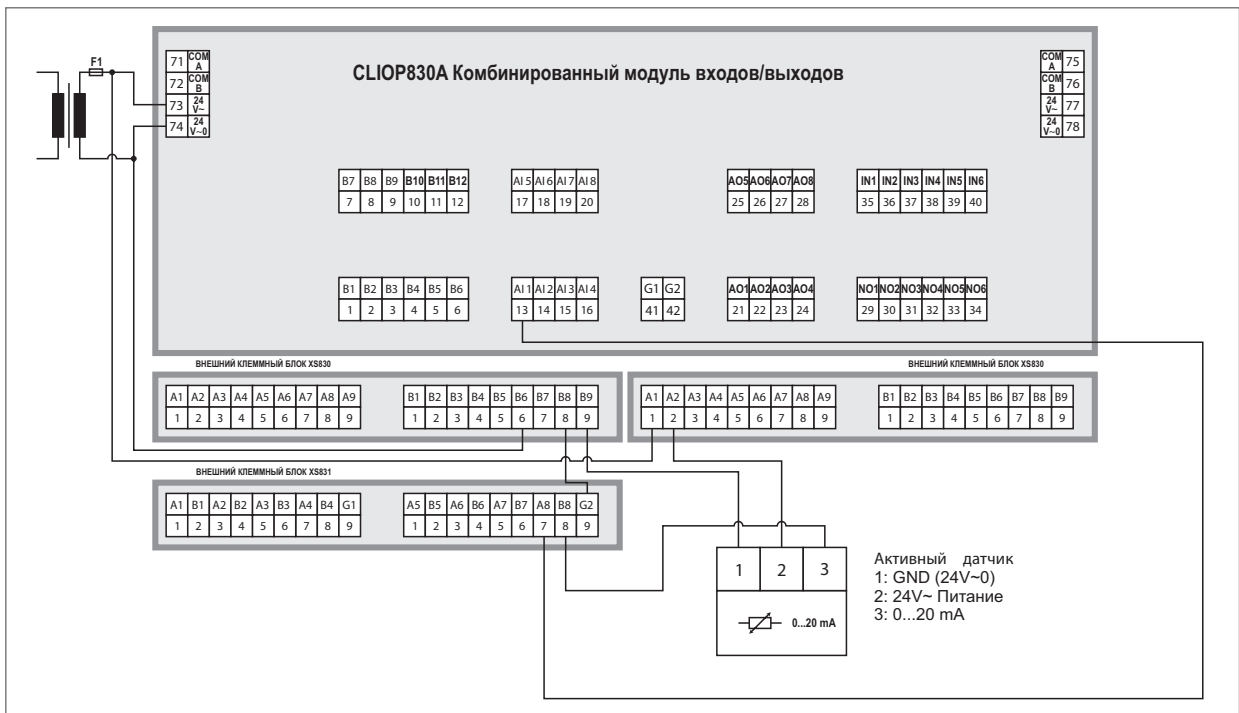 F1
71 COM A
72 COM B
73 24 V~
74 24 V~0
CLIOP830A Комбинированный модуль входов/выходов
COM A 75
COM B 76
24 V~ 77
24 V~0 78
B7 B8 B9 B10 B11 B12
7 8 9 10 11 12
AI 5 AI 6 AI 7 AI 8
17 18 19 20
AO5 AO6 AO7 AO8
25 26 27 28
IN1 IN2 IN3 IN4 IN5 IN6
35 36 37 38 39 40
B1 B2 B3 B4 B5 B6
1 2 3 4 5 6
AI 1 AI 2 AI 3 AI 4
13 14 15 16
G1 G2
41 42
AO1 AO2 AO3 AO4
21 22 23 24
NO1 NO2 NO3 NO4 NO5 NO6
29 30 31 32 33 34
ВНЕШНИЙ КЛЕММНЫЙ БЛОК XS830
A1 A2 A3 A4 A5 A6 A7 A8 A9
1 2 3 4 5 6 7 8 9
B1 B2 B3 B4 B5 B6 B7 B8 B9
1 2 3 4 5 6 7 8 9
ВНЕШНИЙ КЛЕММНЫЙ БЛОК XS830
A1 A2 A3 A4 A5 A6 A7 A8 A9
1 2 3 4 5 6 7 8 9
B1 B2 B3 B4 B5 B6 B7 B8 B9
1 2 3 4 5 6 7 8 9
ВНЕШНИЙ КЛЕММНЫЙ БЛОК XS831
A1 B1 A2 B2 A3 B3 A4 B4 G1
1 2 3 4 5 6 7 8 9
A5 B5 A6 B6 A7 B7 A8 B8 G2
1 2 3 4 5 6 7 8 9
1 2 3
0...20 mA
Активный датчик
1: GND (24V~0)
2: 24V~ Питание
3: 0...20 mA